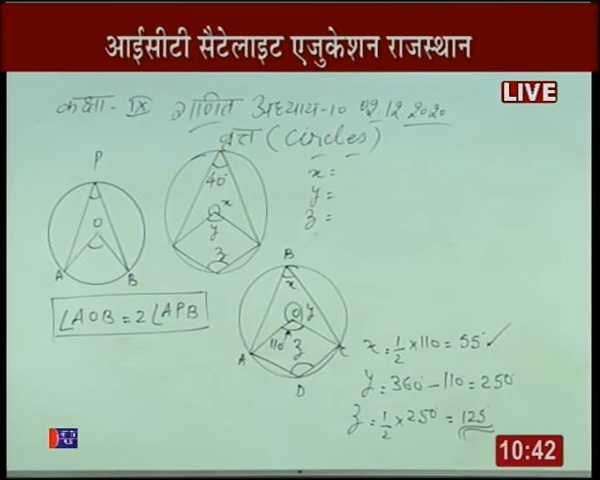 आईसीटी सैटेलाइट एजुकेशन राजस्थान
LIVE
कक्षा - IX गणित अध्याय-10 02.12.2020
वृत्त (Circles)
P
O
A
B
∠AOB = 2∠APB
40°
x
y
z
x =
y =
z =
B
x
O
y
110°
z
A
C
D
x = 1/2 × 110 = 55° ✓
y = 360 - 110 = 250°
z = 1/2 × 250 = 125°
10:42